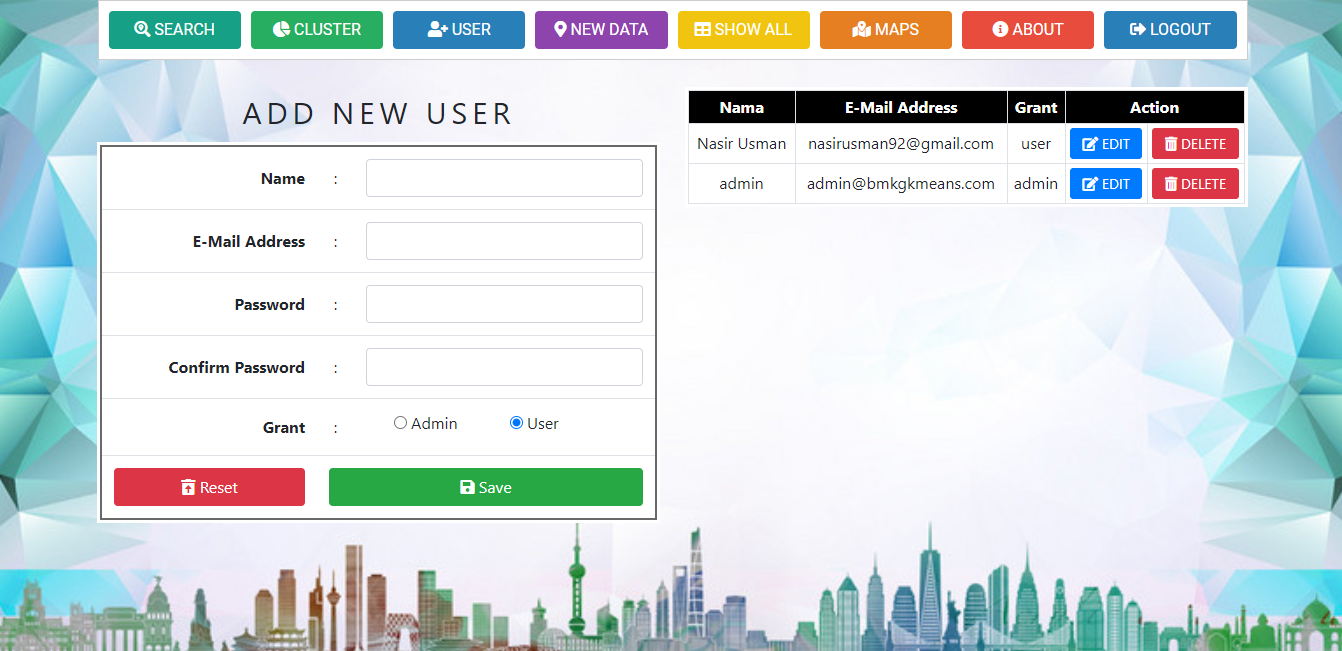 SEARCH CLUSTER USER NEW DATA SHOW ALL MAPS ABOUT LOGOUT
ADD NEW USER
Name :
E-Mail Address :
Password :
Confirm Password :
Grant : Admin User
Reset Save
Nama E-Mail Address Grant Action
Nasir Usman nasirusman92@gmail.com user EDIT DELETE
admin admin@bmkgkmeans.com admin EDIT DELETE